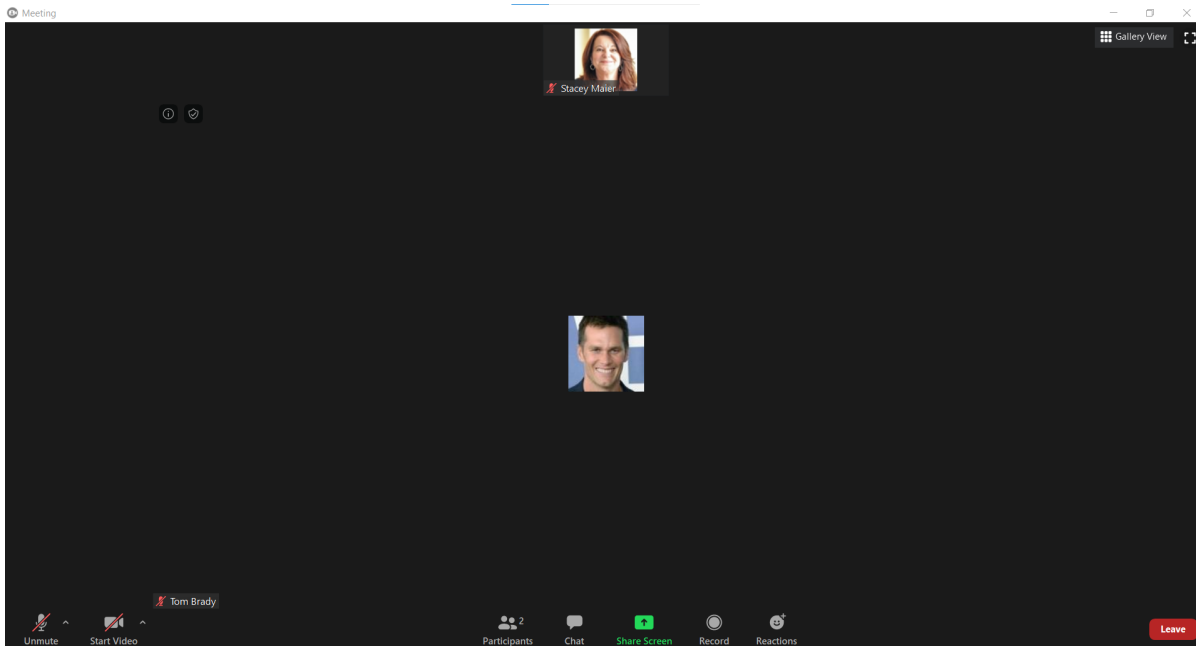 Meeting
Gallery View
Stacey Maier
Tom Brady
Unmute
Start Video
Participants
2
Chat
Share Screen
Record
Reactions
Leave